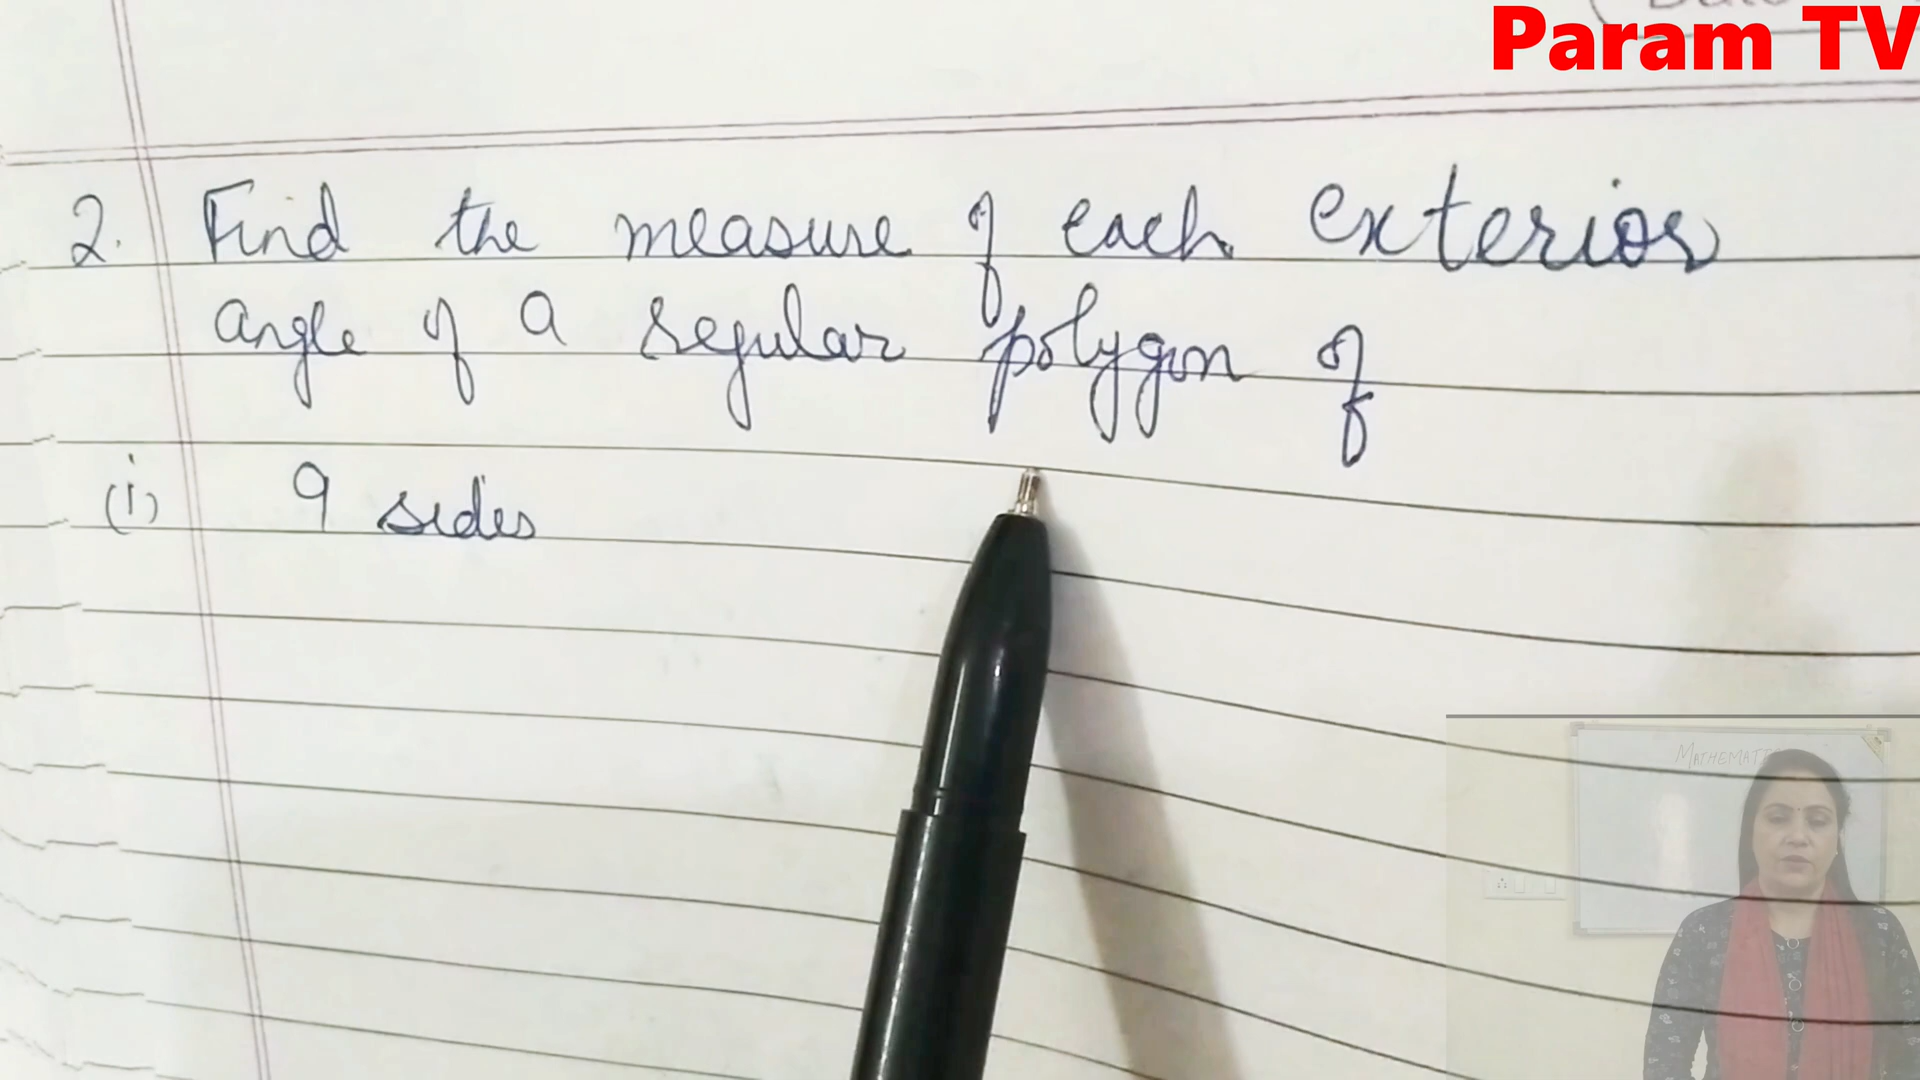 Param TV
2. Find the measure of each exterior
angle of a regular polygon of
(i) 9 sides